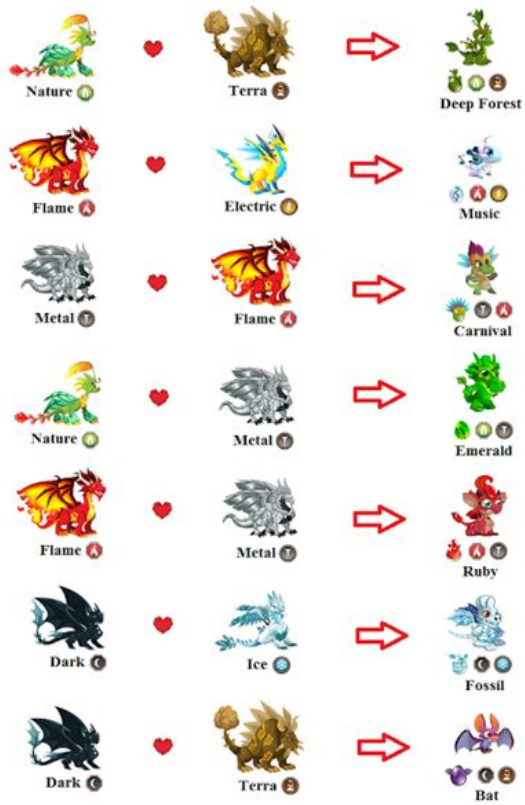 Nature Terra Deep Forest
Flame Electric Music
Metal Flame Carnival
Nature Metal Emerald
Flame Metal Ruby
Dark Ice Fossil
Dark Terra Bat